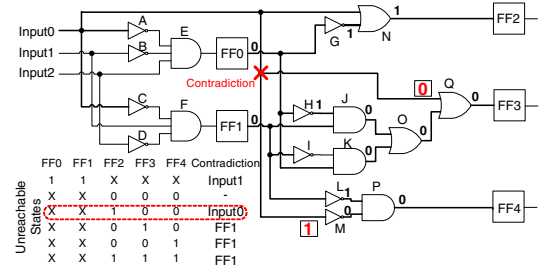 A
Input0
B
E
Input1
Input2
FF0
0
G
1
N
1
FF2
Contradiction
C
F
D
FF1
0
H
1
J
0
I
K
0
O
0
0
Q
0
FF3
L
1
M
0
1
P
0
FF4
Unreachable States
FF0 FF1 FF2 FF3 FF4 Contradiction
1 1 X X X Input1
X X 0 0 0 -
X X 1 0 0 Input0
X X 0 1 0 FF1
X X 0 0 1 FF1
X X 1 1 1 FF1